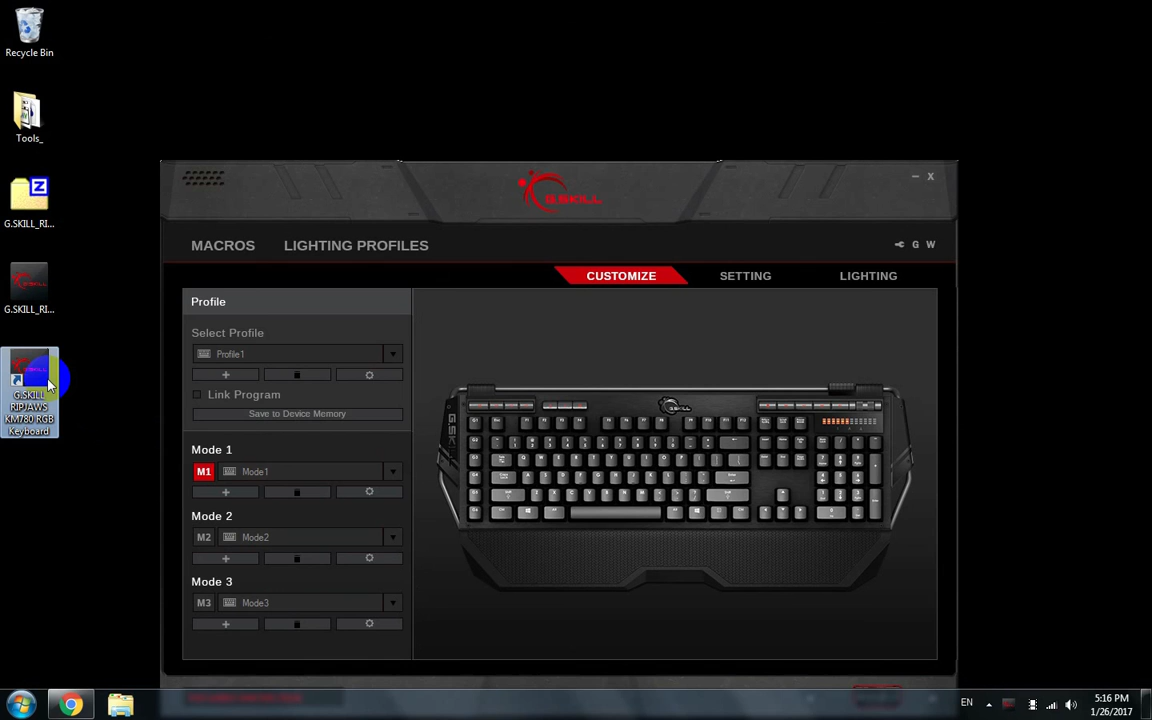 Recycle Bin
Tools_
G.SKILL_RI...
G.SKILL_RI...
G.SKILL
RIPJAWS
KM780 RGB
Keyboard
G.SKILL
– X
MACROS LIGHTING PROFILES
G W
CUSTOMIZE SETTING LIGHTING
Profile
Select Profile
Profile1
Link Program
Save to Device Memory
Mode 1
M1 Mode1
Mode 2
M2 Mode2
Mode 3
M3 Mode3
G.SKILL
EN
5:16 PM
1/26/2017